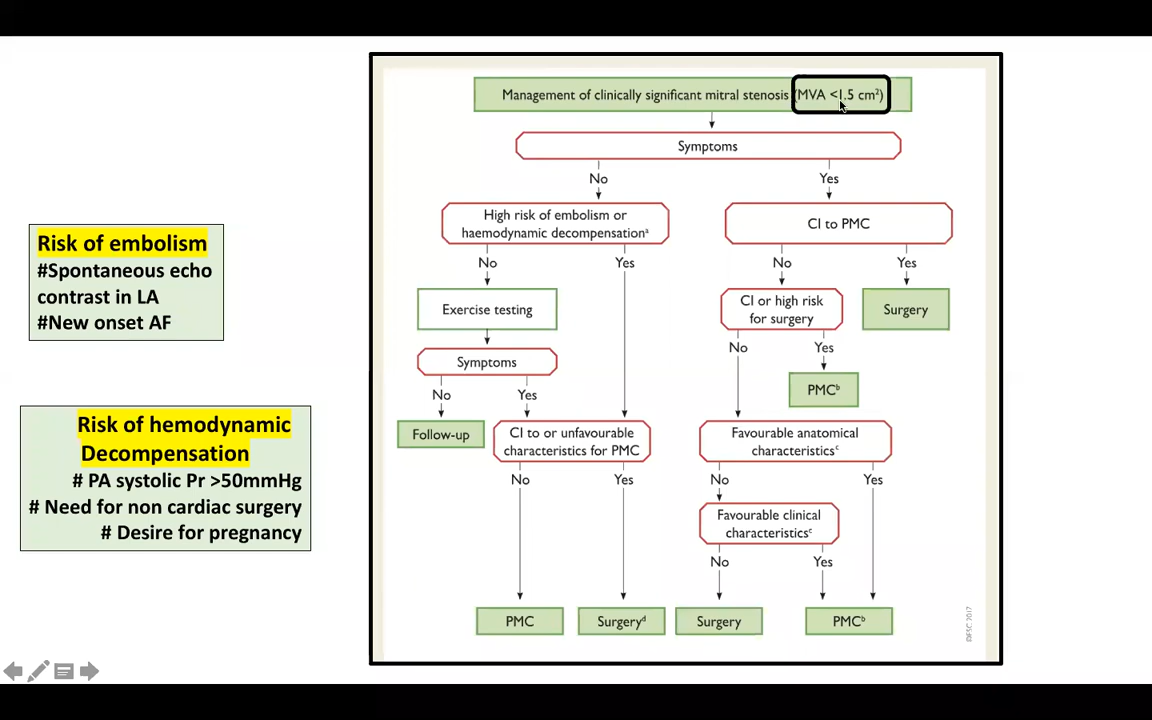 Risk of embolism
#Spontaneous echo
contrast in LA
#New onset AF
Risk of hemodynamic
Decompensation
# PA systolic Pr >50mmHg
# Need for non cardiac surgery
# Desire for pregnancy
Management of clinically significant mitral stenosis (MVA <1.5 cm²)
Symptoms
No
Yes
High risk of embolism or
haemodynamic decompensationᵃ
CI to PMC
No
Yes
No
Yes
Exercise testing
CI or high risk
for surgery
Surgery
Symptoms
No
Yes
No
Yes
PMCᵇ
Follow-up
CI to or unfavourable
characteristics for PMC
Favourable anatomical
characteristicsᶜ
No
Yes
No
Yes
Favourable clinical
characteristicsᶜ
No
Yes
PMC
Surgeryᵈ
Surgery
PMCᵇ
©ESC 2017